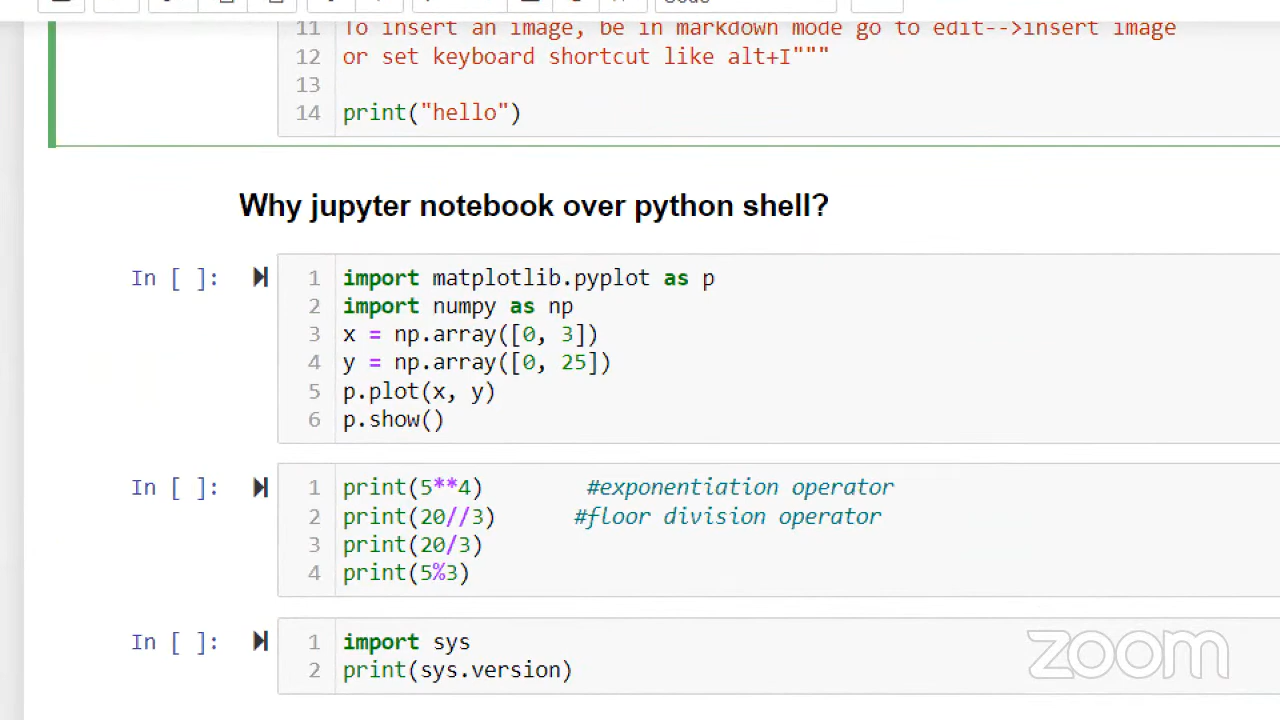 11 To insert an image, be in markdown mode go to edit-->insert image
12 or set keyboard shortcut like alt+I"""
13
14 print("hello")
Why jupyter notebook over python shell?
In [ ]:
1 import matplotlib.pyplot as p
2 import numpy as np
3 x = np.array([0, 3])
4 y = np.array([0, 25])
5 p.plot(x, y)
6 p.show()
In [ ]:
1 print(5**4) #exponentiation operator
2 print(20//3) #floor division operator
3 print(20/3)
4 print(5%3)
In [ ]:
1 import sys
2 print(sys.version)
zoom